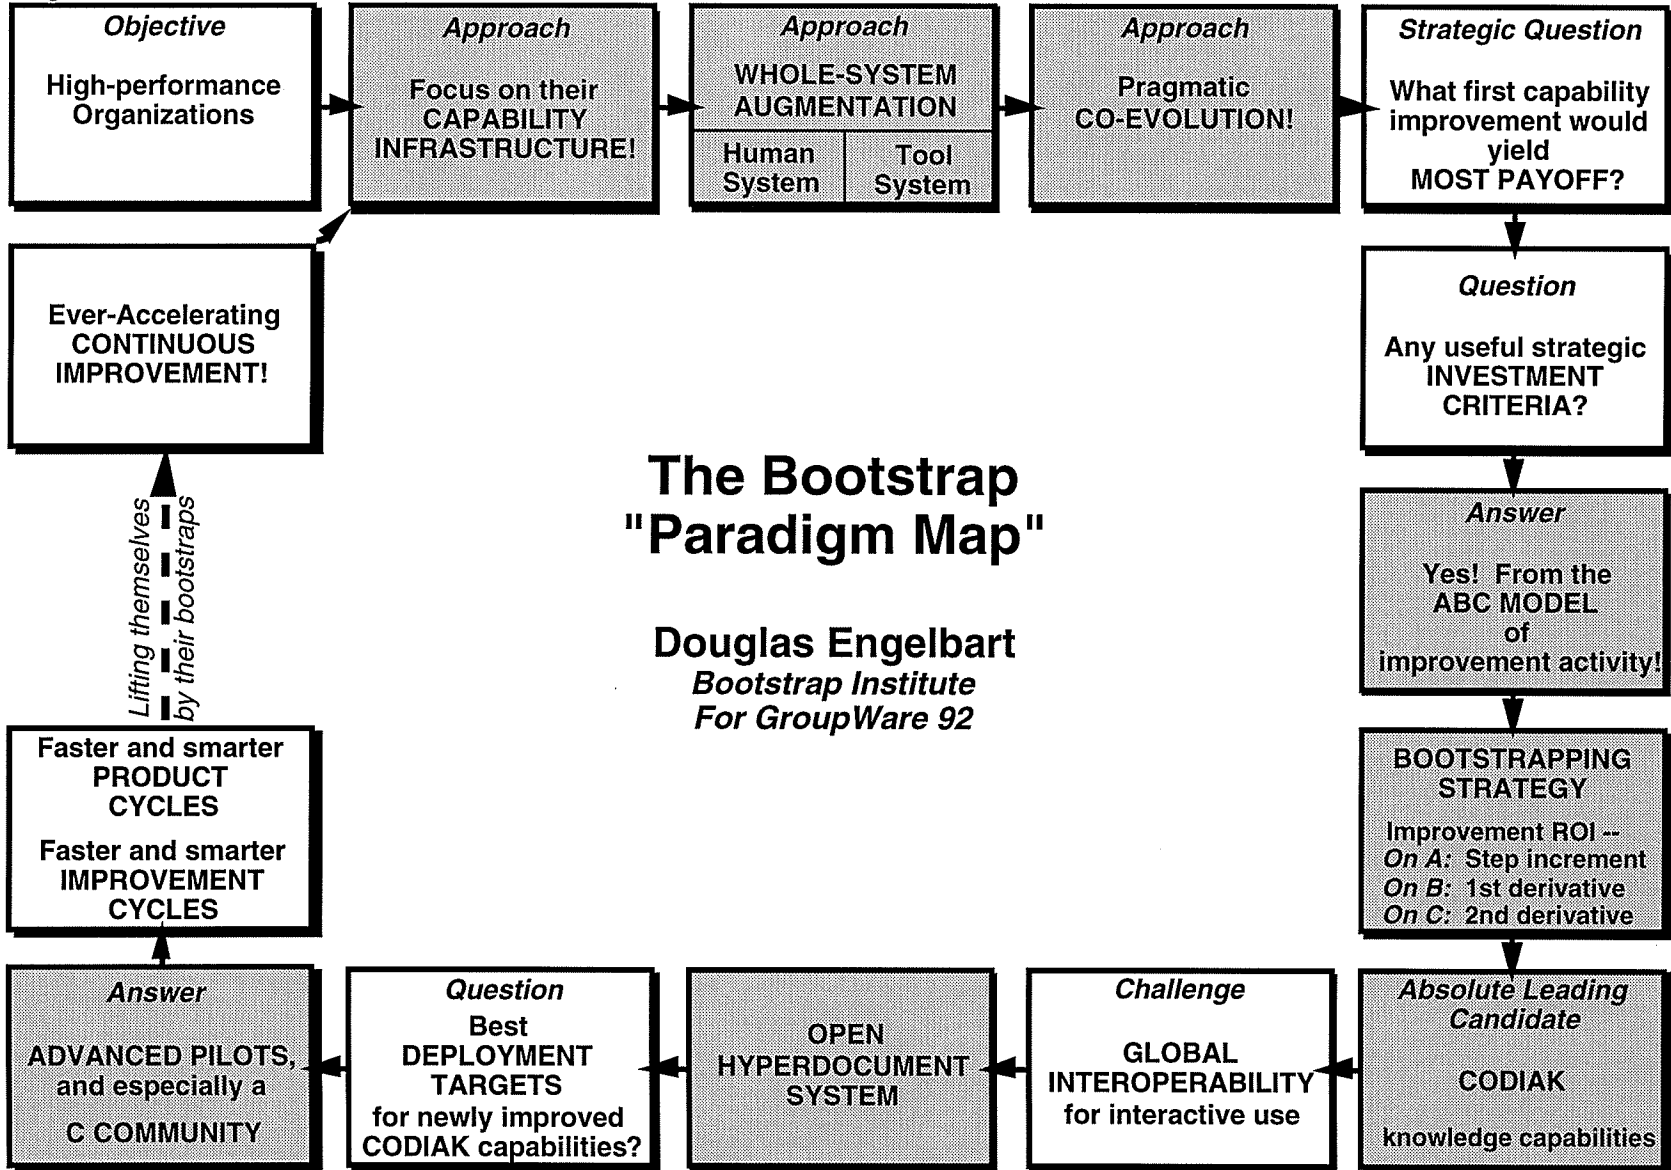 Objective
High-performance
Organizations
Approach
Focus on their
CAPABILITY
INFRASTRUCTURE!
Approach
WHOLE-SYSTEM
AUGMENTATION
Human
System
Tool
System
Approach
Pragmatic
CO-EVOLUTION!
Strategic Question
What first capability
improvement would
yield
MOST PAYOFF?
Question
Any useful strategic
INVESTMENT
CRITERIA?
Answer
Yes! From the
ABC MODEL
of
improvement activity!
BOOTSTRAPPING
STRATEGY
Improvement ROI --
On A: Step increment
On B: 1st derivative
On C: 2nd derivative
Absolute Leading
Candidate
CODIAK
knowledge capabilities
Challenge
GLOBAL
INTEROPERABILITY
for interactive use
OPEN
HYPERDOCUMENT
SYSTEM
Question
Best
DEPLOYMENT
TARGETS
for newly improved
CODIAK capabilities?
Answer
ADVANCED PILOTS,
and especially a
C COMMUNITY
Faster and smarter
PRODUCT
CYCLES
Faster and smarter
IMPROVEMENT
CYCLES
Lifting themselves
by their bootstraps
Ever-Accelerating
CONTINUOUS
IMPROVEMENT!
The Bootstrap
"Paradigm Map"
Douglas Engelbart
Bootstrap Institute
For GroupWare 92